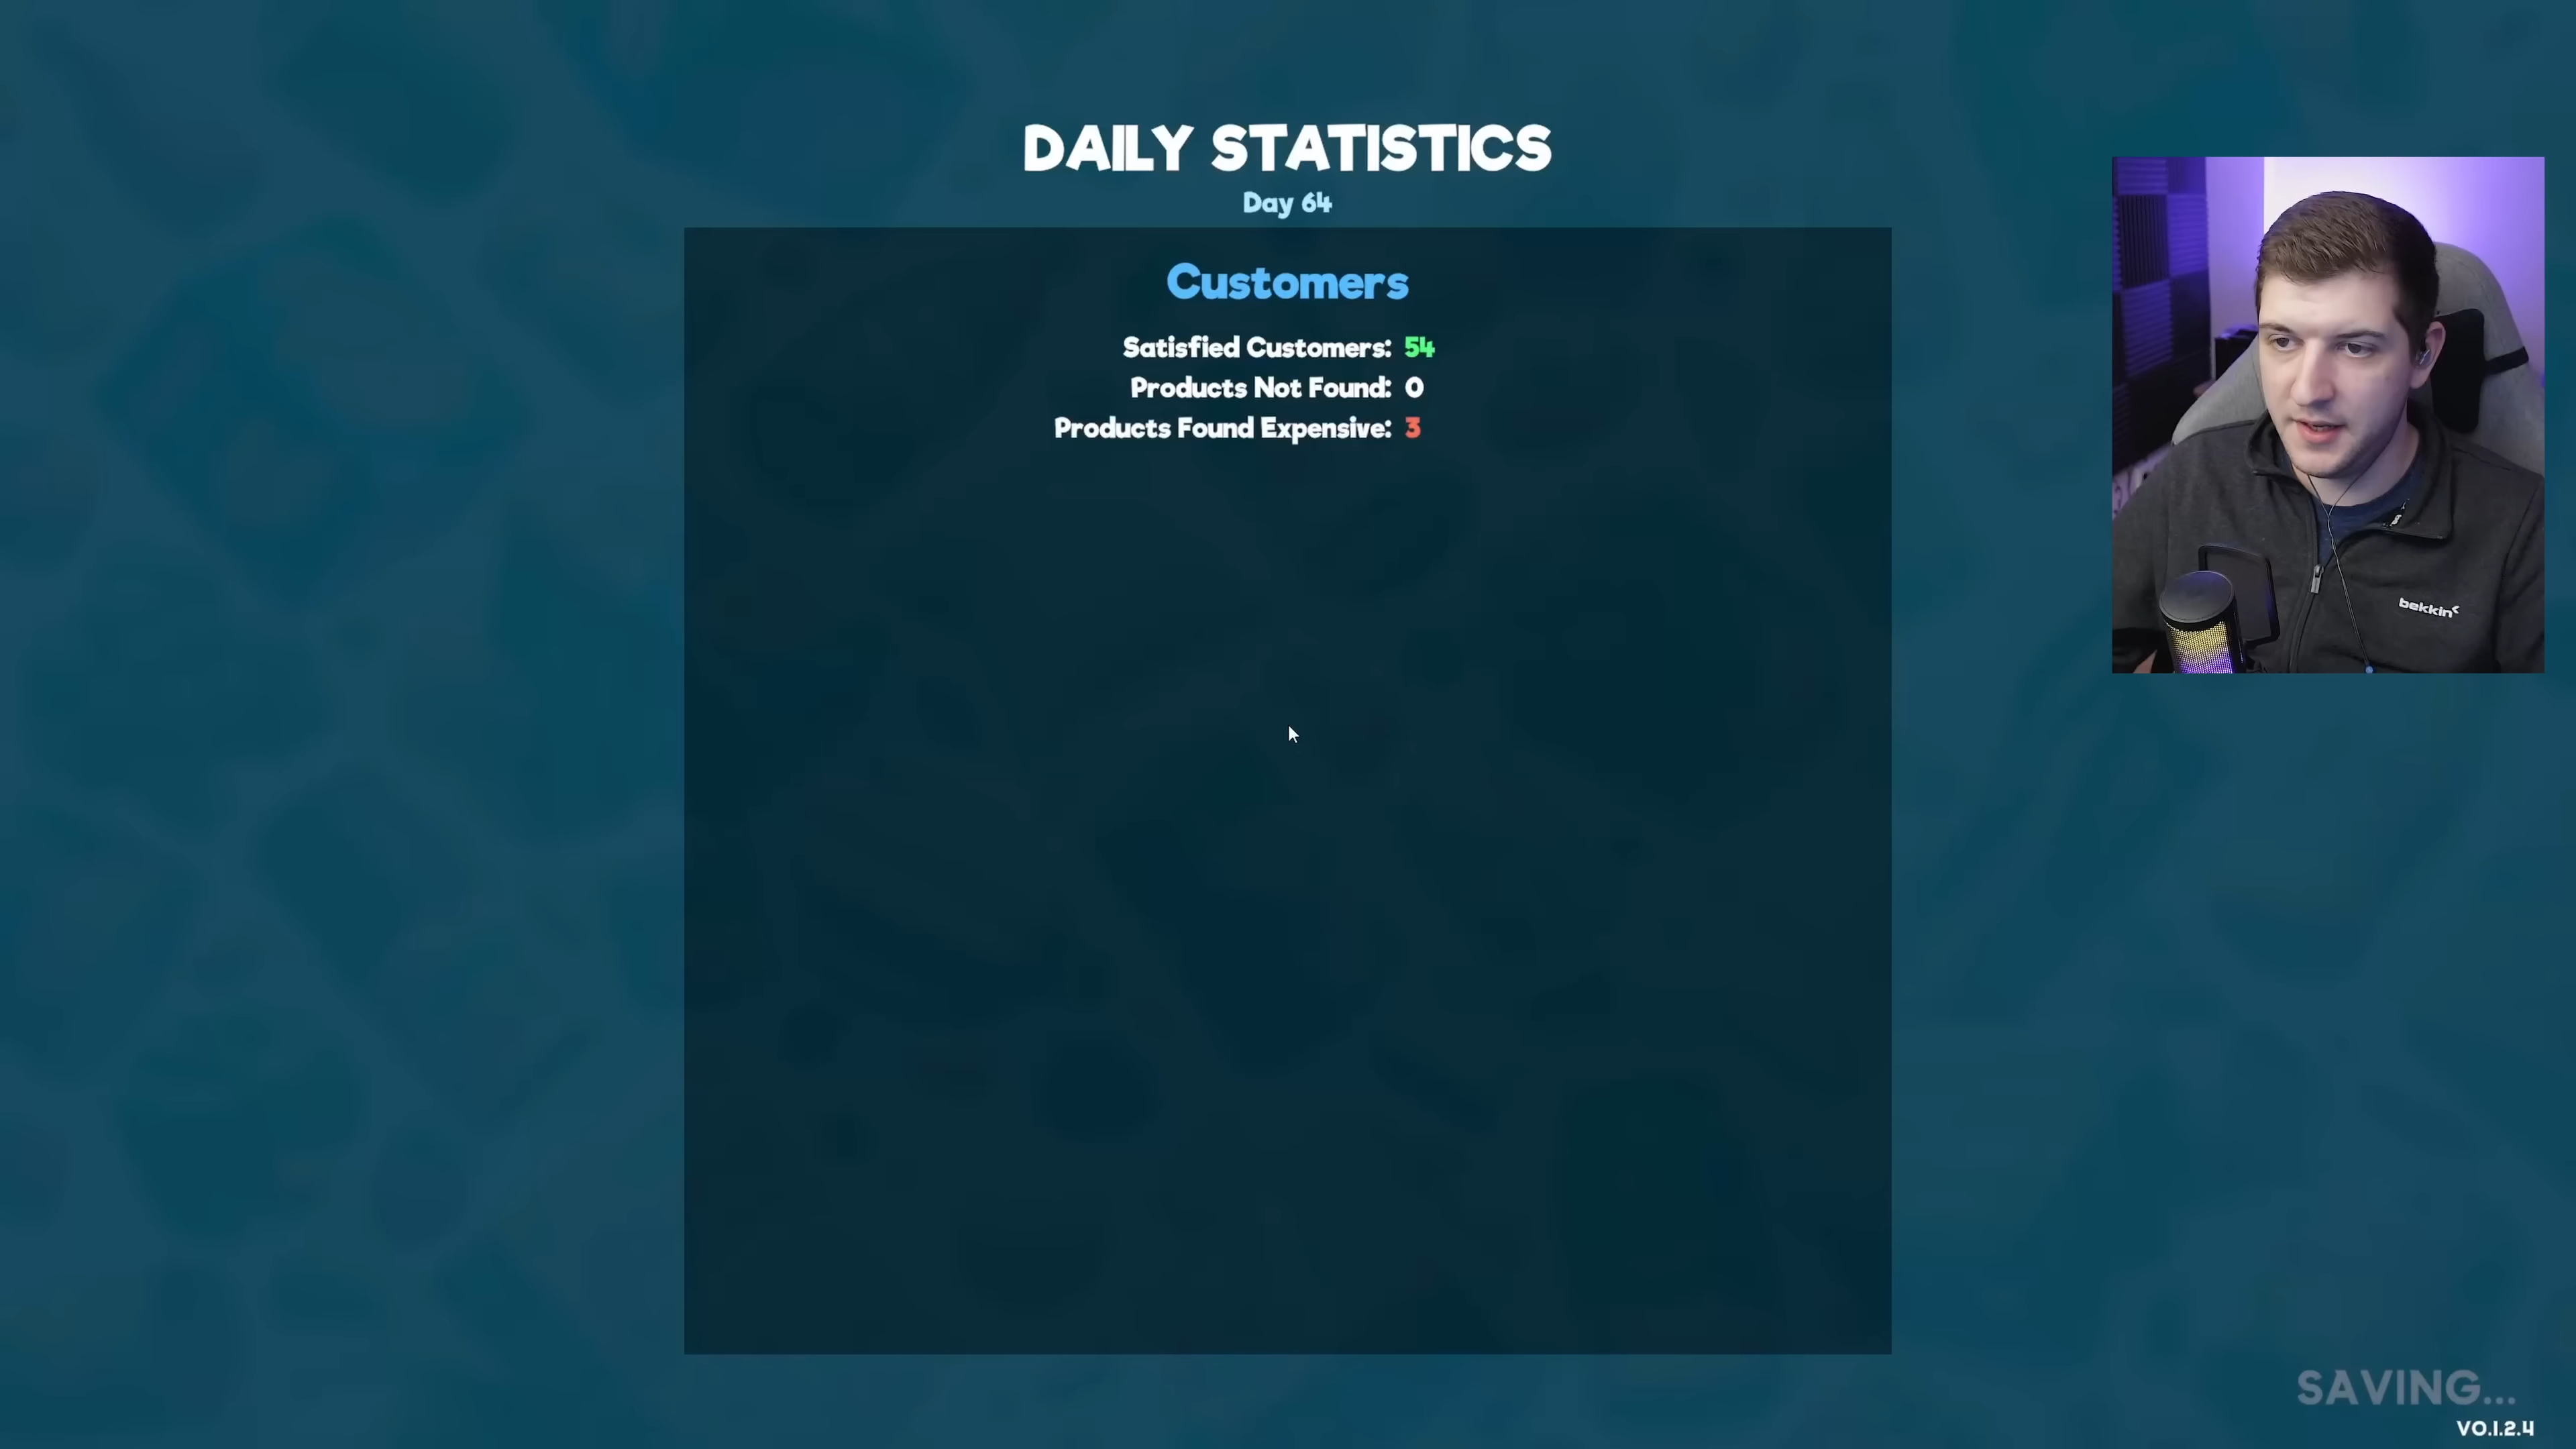 DAILY STATISTICS
Day 64
Customers
Satisfied Customers: 54
Products Not Found: 0
Products Found Expensive: 3
bekkin
SAVING...
V0.1.2.4